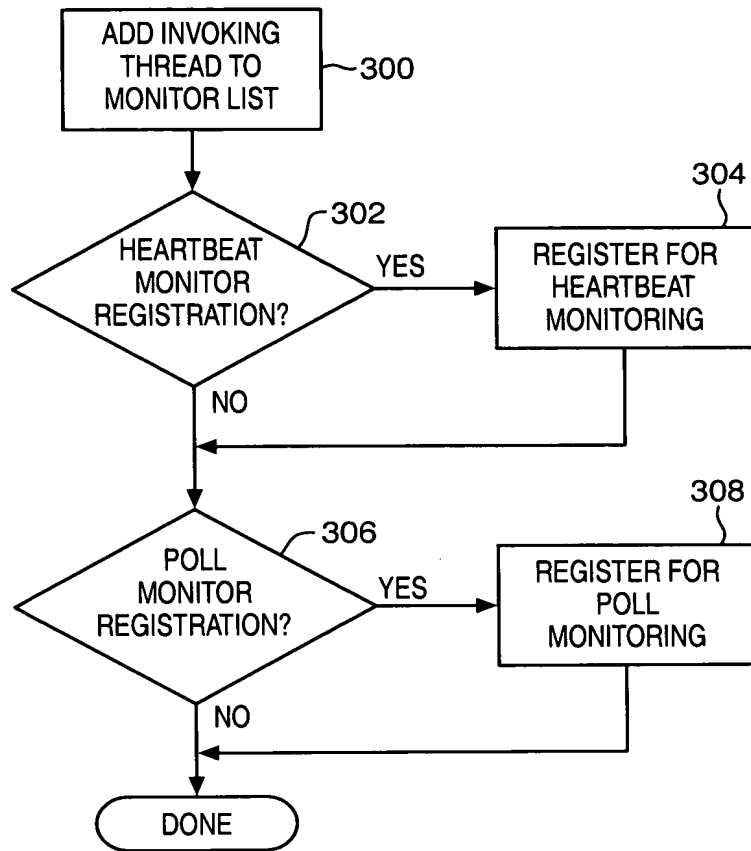 ADD INVOKING
THREAD TO
MONITOR LIST
300
302
HEARTBEAT
MONITOR
REGISTRATION?
YES
304
REGISTER FOR
HEARTBEAT
MONITORING
NO
306
POLL
MONITOR
REGISTRATION?
YES
308
REGISTER FOR
POLL
MONITORING
NO
DONE